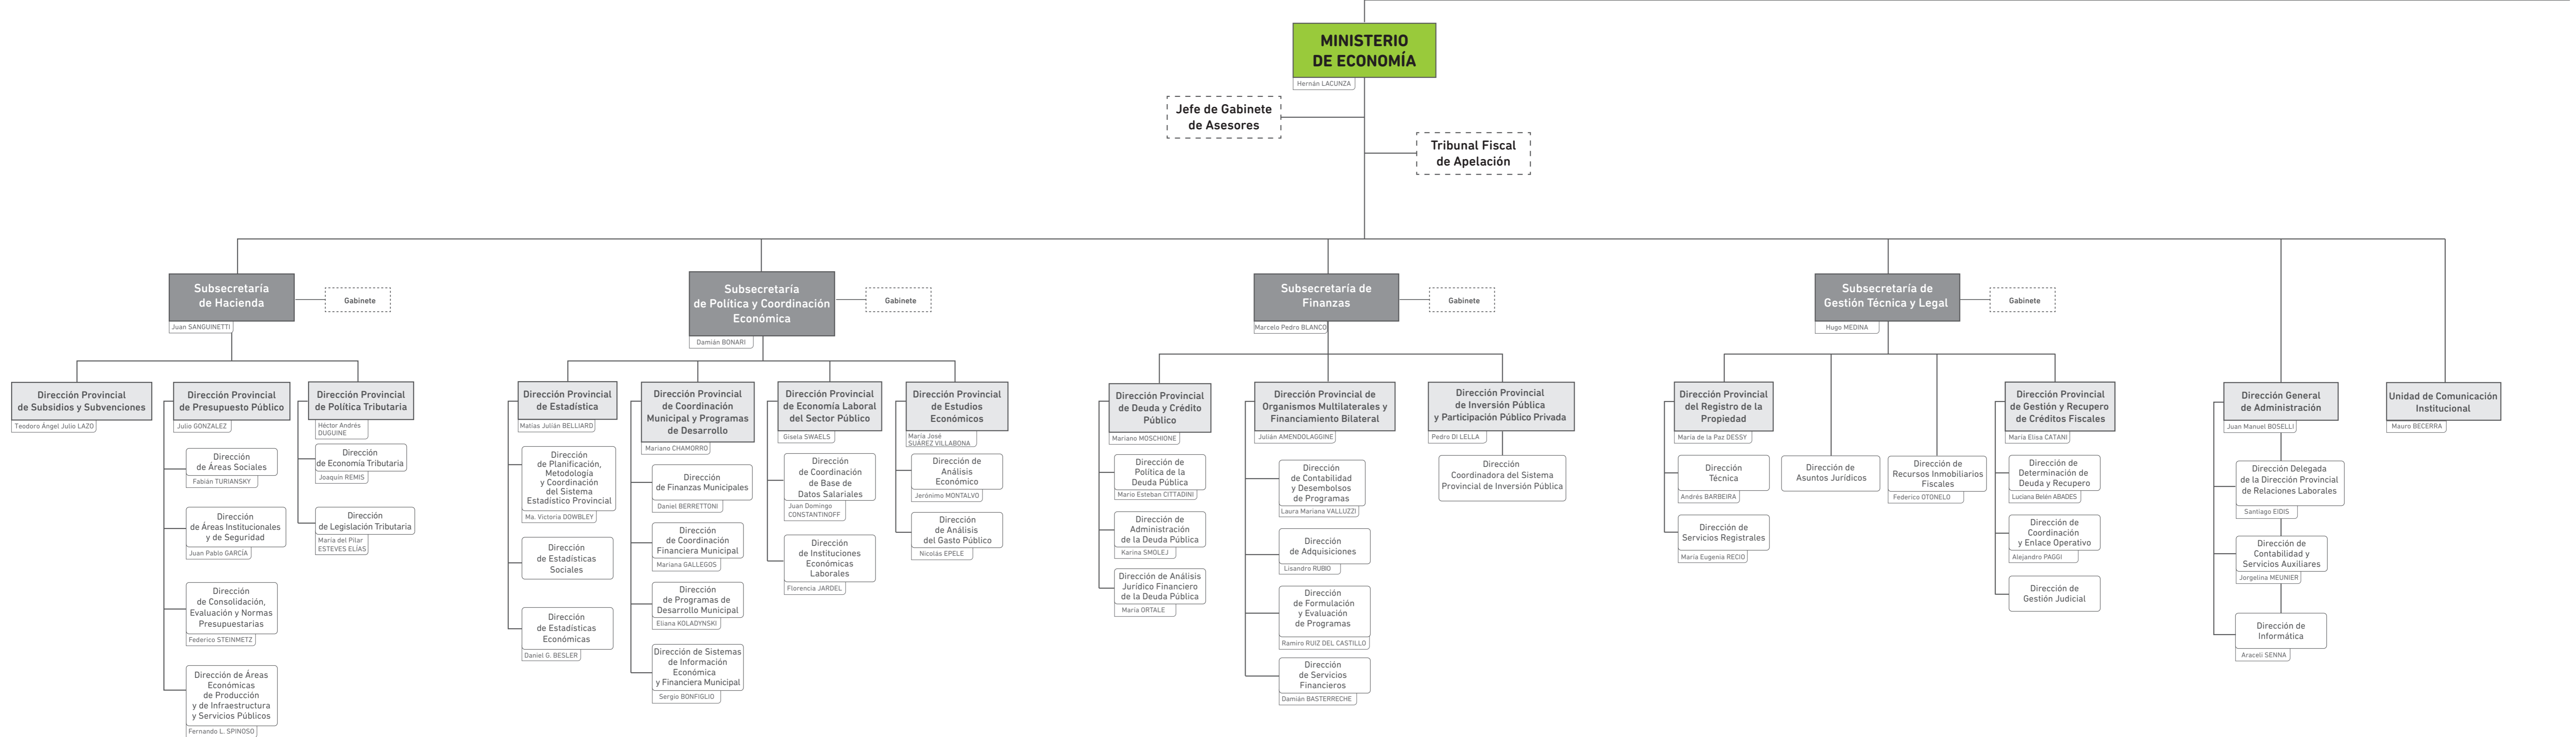 MINISTERIO
DE ECONOMÍA
Hernán LACUNZA
Jefe de Gabinete
de Asesores
Tribunal Fiscal
de Apelación
Subsecretaría
de Hacienda
Juan SANGUINETTI
Gabinete
Subsecretaría
de Política y Coordinación
Económica
Damián BONARI
Gabinete
Subsecretaría de
Finanzas
Marcelo Pedro BLANCO
Gabinete
Subsecretaría de
Gestión Técnica y Legal
Hugo MEDINA
Gabinete
Dirección Provincial
de Subsidios y Subvenciones
Teodoro Ángel Julio LAZO
Dirección Provincial
de Presupuesto Público
Julio GONZALEZ
Dirección
de Áreas Sociales
Fabián TURIANSKY
Dirección
de Áreas Institucionales
y de Seguridad
Juan Pablo GARCÍA
Dirección
de Consolidación,
Evaluación y Normas
Presupuestarias
Federico STEINMETZ
Dirección de Áreas
Económicas
de Producción
y de Infraestructura
y Servicios Públicos
Fernando L. SPINOSO
Dirección Provincial
de Política Tributaria
Héctor Andrés
DUGUINE
Dirección
de Economía Tributaria
Joaquín REMIS
Dirección
de Legislación Tributaria
María del Pilar
ESTEVES ELÍAS
Dirección Provincial
de Estadística
Matías Julián BELLIARD
Dirección
de Planificación,
Metodología
y Coordinación
del Sistema
Estadístico Provincial
Ma. Victoria DOWBLEY
Dirección
de Estadísticas
Sociales
Dirección
de Estadísticas
Económicas
Daniel G. BESLER
Dirección Provincial
de Coordinación
Municipal y Programas
de Desarrollo
Mariano CHAMORRO
Dirección
de Finanzas Municipales
Daniel BERRETTONI
Dirección
de Coordinación
Financiera Municipal
Mariana GALLEGOS
Dirección
de Programas de
Desarrollo Municipal
Eliana KOLADYNSKI
Dirección de Sistemas
de Información
Económica
y Financiera Municipal
Sergio BONFIGLIO
Dirección Provincial
de Economía Laboral
del Sector Público
Gisela SWAELS
Dirección
de Coordinación
de Base de
Datos Salariales
Juan Domingo
CONSTANTINOFF
Dirección
de Instituciones
Económicas
Laborales
Florencia JARDEL
Dirección Provincial
de Estudios
Económicos
María José
SUÁREZ VILLABONA
Dirección de
Análisis
Económico
Jerónimo MONTALVO
Dirección
de Análisis
del Gasto Público
Nicolás EPELE
Dirección Provincial
de Deuda y Crédito
Público
Mariano MOSCHIONE
Dirección de
Política de la
Deuda Pública
Mario Esteban CITTADINI
Dirección de
Administración
de la Deuda Pública
Karina SMOLEJ
Dirección de Análisis
Jurídico Financiero
de la Deuda Pública
María ORTALE
Dirección Provincial de
Organismos Multilaterales y
Financiamiento Bilateral
Julián AMENDOLAGGINE
Dirección
de Contabilidad
y Desembolsos
de Programas
Laura Mariana VALLUZZI
Dirección
de Adquisiciones
Lisandro RUBIO
Dirección
de Formulación
y Evaluación
de Programas
Ramiro RUIZ DEL CASTILLO
Dirección
de Servicios
Financieros
Damián BASTERRECHE
Dirección Provincial
de Inversión Pública
y Participación Público Privada
Pedro DI LELLA
Dirección
Coordinadora del Sistema
Provincial de Inversión Pública
Dirección Provincial
del Registro de la
Propiedad
María de la Paz DESSY
Dirección
Técnica
Andrés BARBEIRA
Dirección de
Servicios Registrales
María Eugenia RECIO
Dirección de
Asuntos Jurídicos
Dirección de
Recursos Inmobiliarios
Fiscales
Federico OTONELO
Dirección Provincial
de Gestión y Recupero
de Créditos Fiscales
María Elisa CATANI
Dirección de
Determinación de
Deuda y Recupero
Luciana Belén ABADES
Dirección de
Coordinación
y Enlace Operativo
Alejandro PAGGI
Dirección de
Gestión Judicial
Dirección General
de Administración
Juan Manuel BOSELLI
Dirección Delegada
de la Dirección Provincial
de Relaciones Laborales
Santiago EIDIS
Dirección de
Contabilidad y
Servicios Auxiliares
Jorgelina MEUNIER
Dirección de
Informática
Araceli SENNA
Unidad de Comunicación
Institucional
Mauro BECERRA